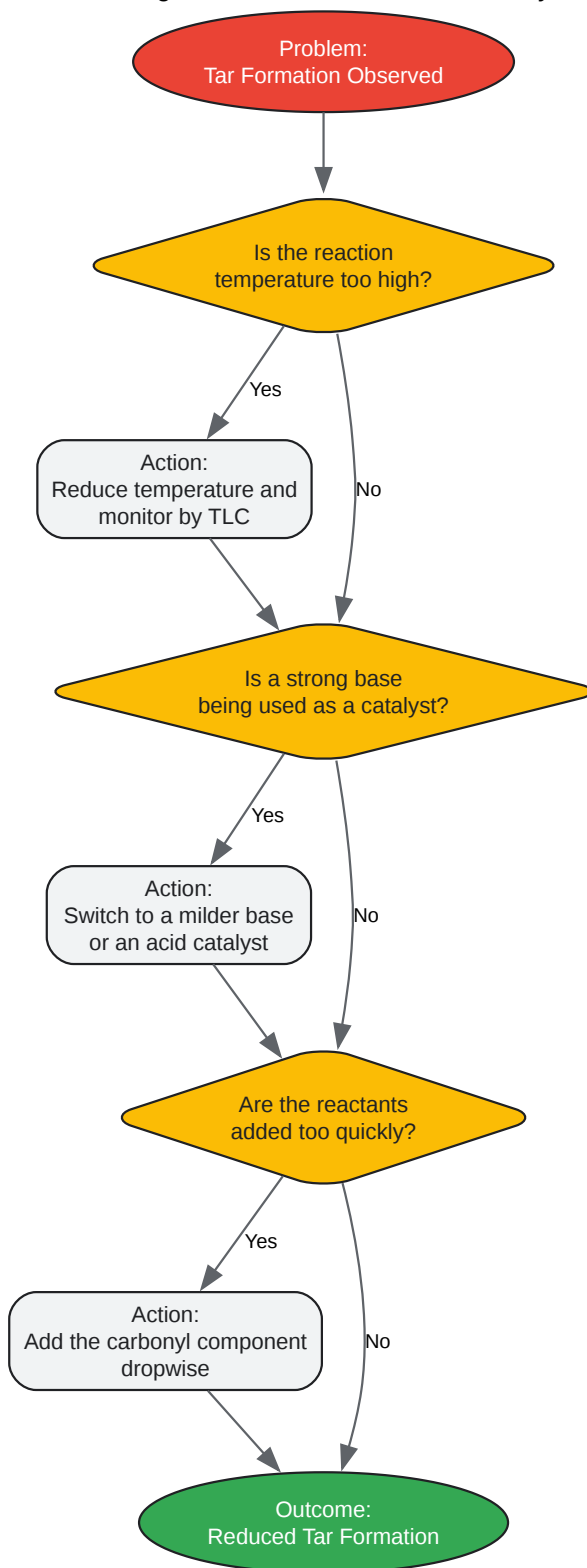 Problem:
Tar Formation Observed
Is the reaction
temperature too high?
Yes
Action:
Reduce temperature and
monitor by TLC
No
Is a strong base
being used as a catalyst?
Yes
Action:
Switch to a milder base
or an acid catalyst
No
Are the reactants
added too quickly?
Yes
Action:
Add the carbonyl component
dropwise
No
Outcome:
Reduced Tar Formation